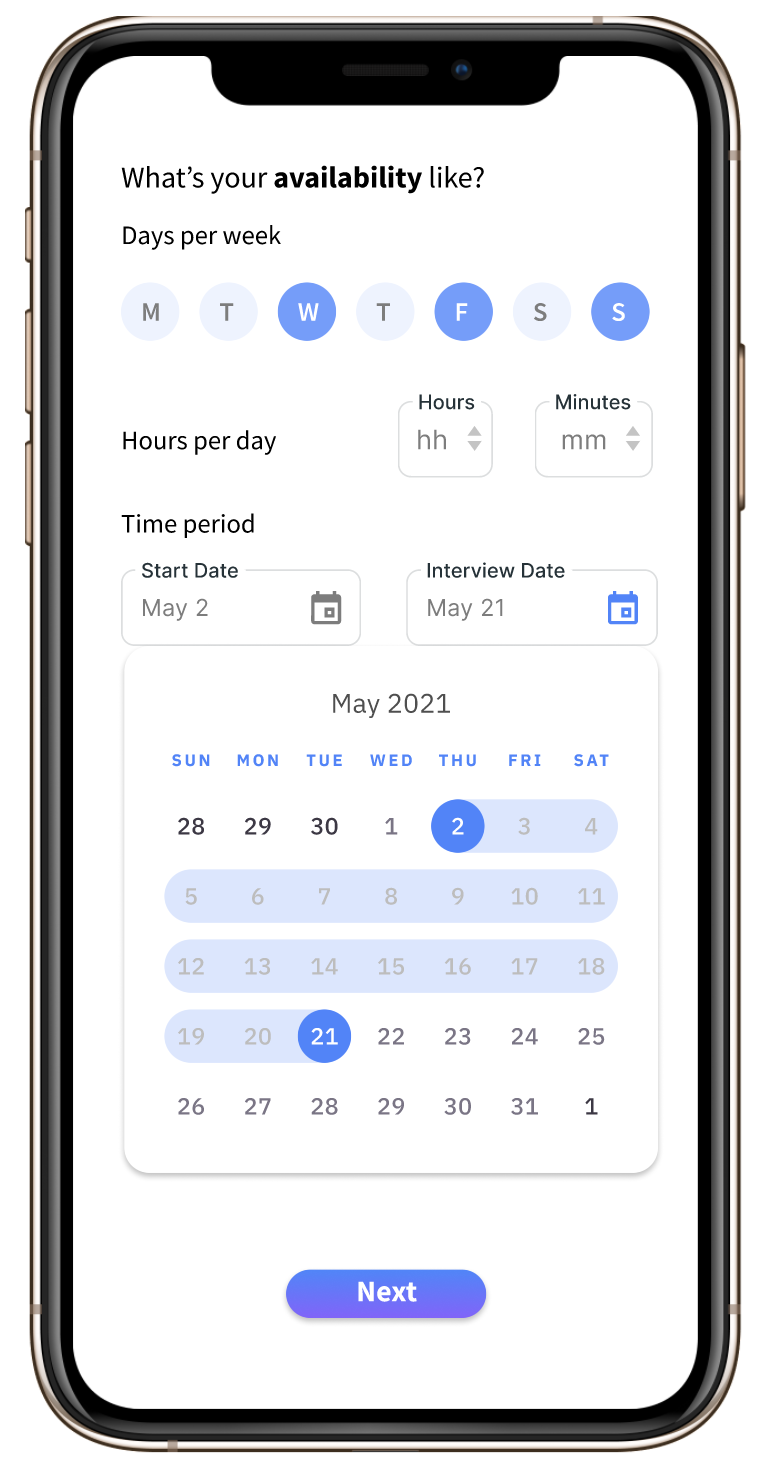 What's your availability like?
Days per week
M T W T F S S
Hours Minutes
Hours per day hh mm
Time period
Start Date Interview Date
May 2 May 21
May 2021
SUN MON TUE WED THU FRI SAT
28 29 30 1 2 3 4
5 6 7 8 9 10 11
12 13 14 15 16 17 18
19 20 21 22 23 24 25
26 27 28 29 30 31 1
Next